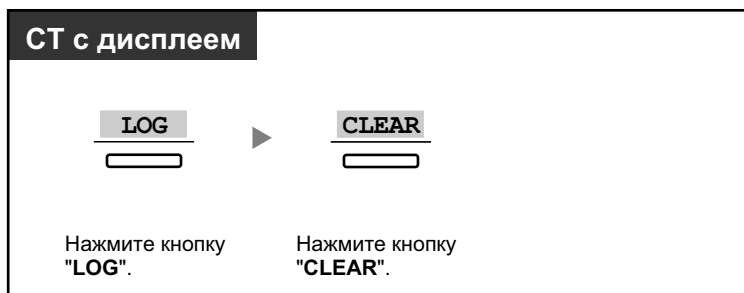 СТ с дисплеем
LOG
CLEAR
Нажмите кнопку
"LOG".
Нажмите кнопку
"CLEAR".